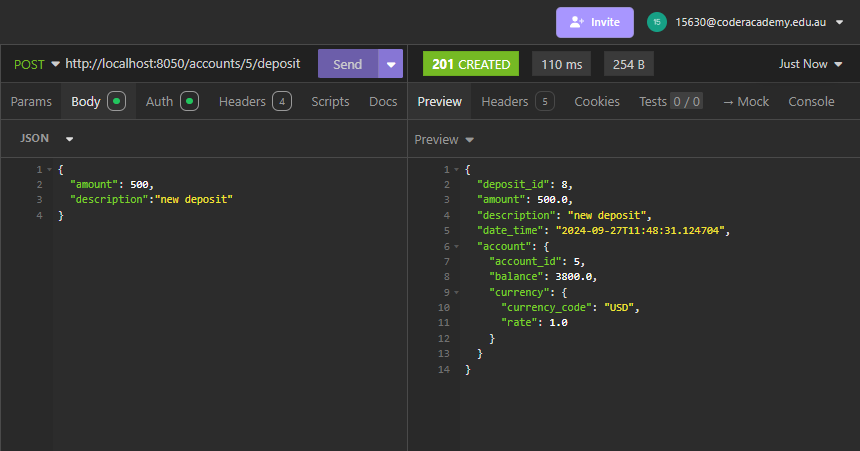 Invite
15
15630@coderacademy.edu.au
POST http://localhost:8050/accounts/5/deposit Send
201 CREATED 110 ms 254 B Just Now
Params Body Auth Headers 4 Scripts Docs
Preview Headers 5 Cookies Tests 0 / 0 → Mock Console
JSON
Preview
1 {
2 "amount": 500,
3 "description":"new deposit"
4 }
1 {
2 "deposit_id": 8,
3 "amount": 500.0,
4 "description": "new deposit",
5 "date_time": "2024-09-27T11:48:31.124704",
6 "account": {
7 "account_id": 5,
8 "balance": 3800.0,
9 "currency": {
10 "currency_code": "USD",
11 "rate": 1.0
12 }
13 }
14 }